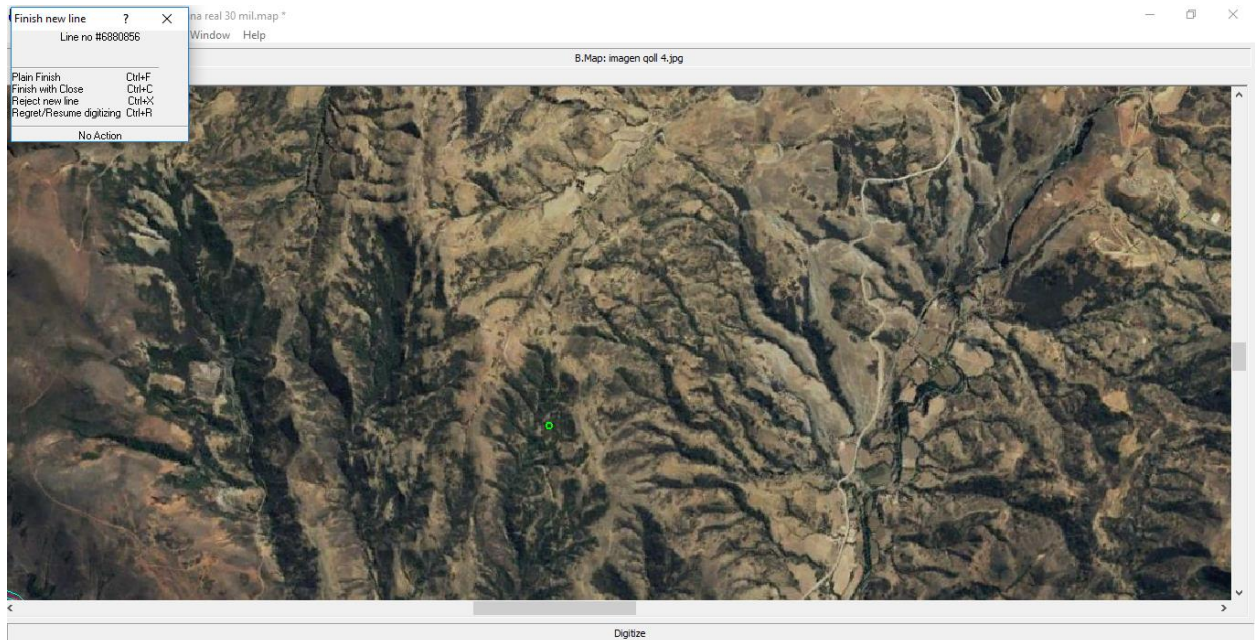 Finish new line ? ×
na real 30 mil.map *
Line no #6880856
Window Help
B.Map: imagen qoll 4.jpg
Plain Finish Ctrl+F
Finish with Close Ctrl+C
Reject new line Ctrl+X
Regret/Resume digitizing Ctrl+R
No Action
Digitize